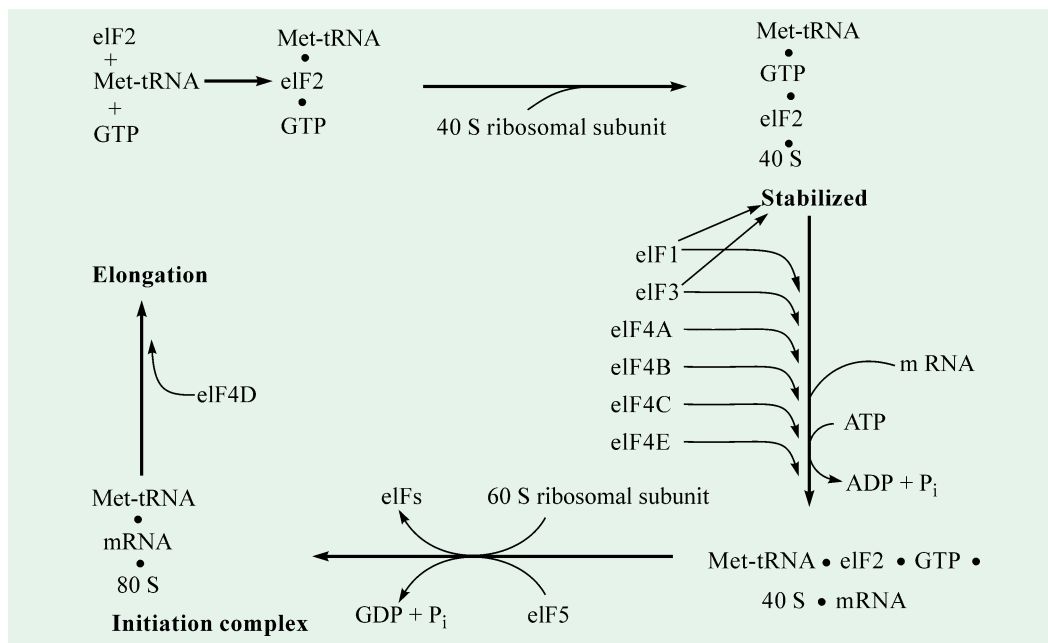 eIF2
+
Met-tRNA
+
GTP
Met-tRNA
•
eIF2
•
GTP
40 S ribosomal subunit
Met-tRNA
•
GTP
•
eIF2
•
40 S
Stabilized
eIF1
eIF3
eIF4A
eIF4B
eIF4C
eIF4E
m RNA
ATP
ADP + Pi
Met-tRNA • eIF2 • GTP •
40 S • mRNA
60 S ribosomal subunit
eIFs
GDP + Pi
eIF5
Met-tRNA
•
mRNA
•
80 S
Initiation complex
eIF4D
Elongation